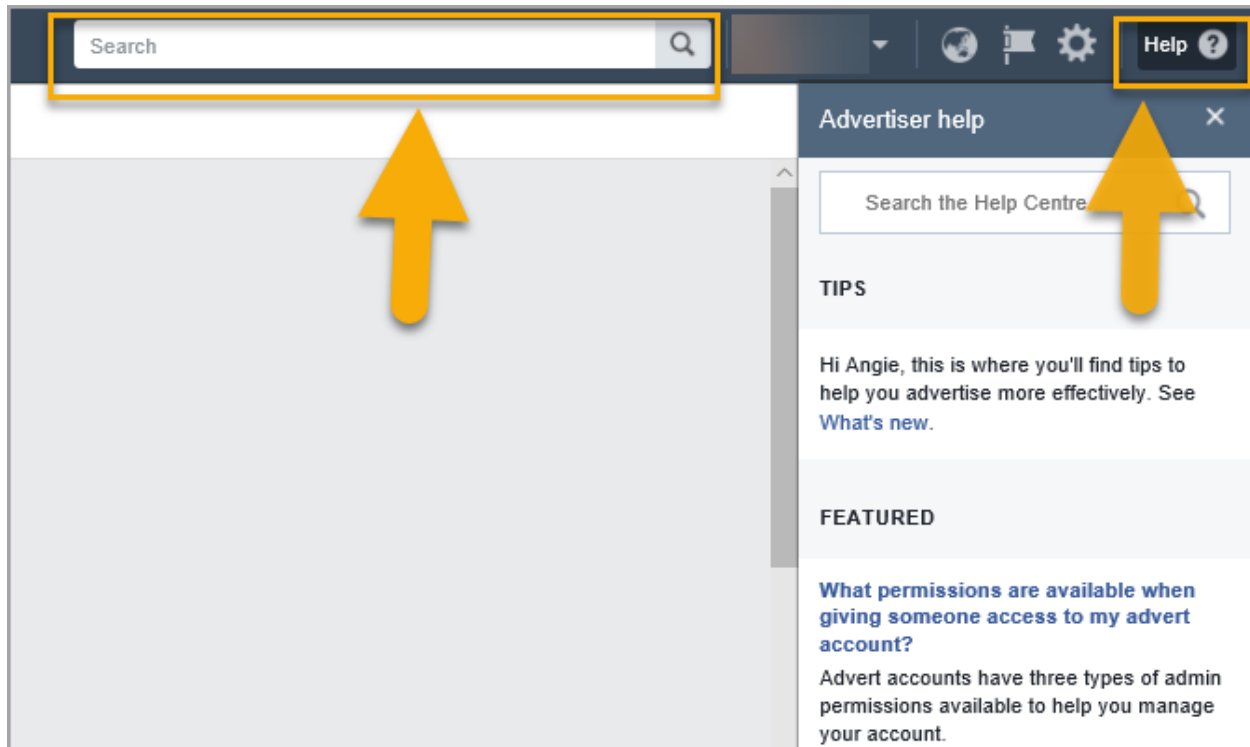 Search
Help
Advertiser help
Search the Help Centre
TIPS
Hi Angie, this is where you'll find tips to
help you advertise more effectively. See
What's new.
FEATURED
What permissions are available when
giving someone access to my advert
account?
Advert accounts have three types of admin
permissions available to help you manage
your account.